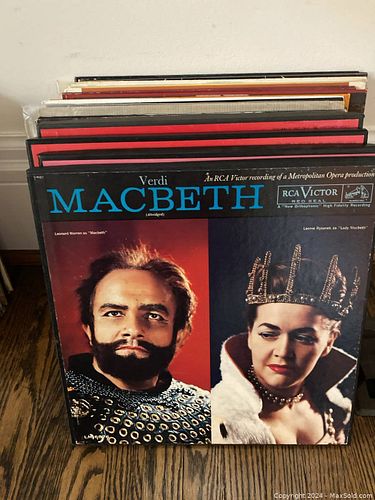 Verdi
An RCA Victor recording of a Metropolitan Opera production
MACBETH
(Abridged)
RCA VICTOR
RED SEAL
A "New Orthophonic" High Fidelity Recording
Leonard Warren as "Macbeth"
Leonie Rysanek as "Lady Macbeth"
Copyright 2024 - MaxSold.com